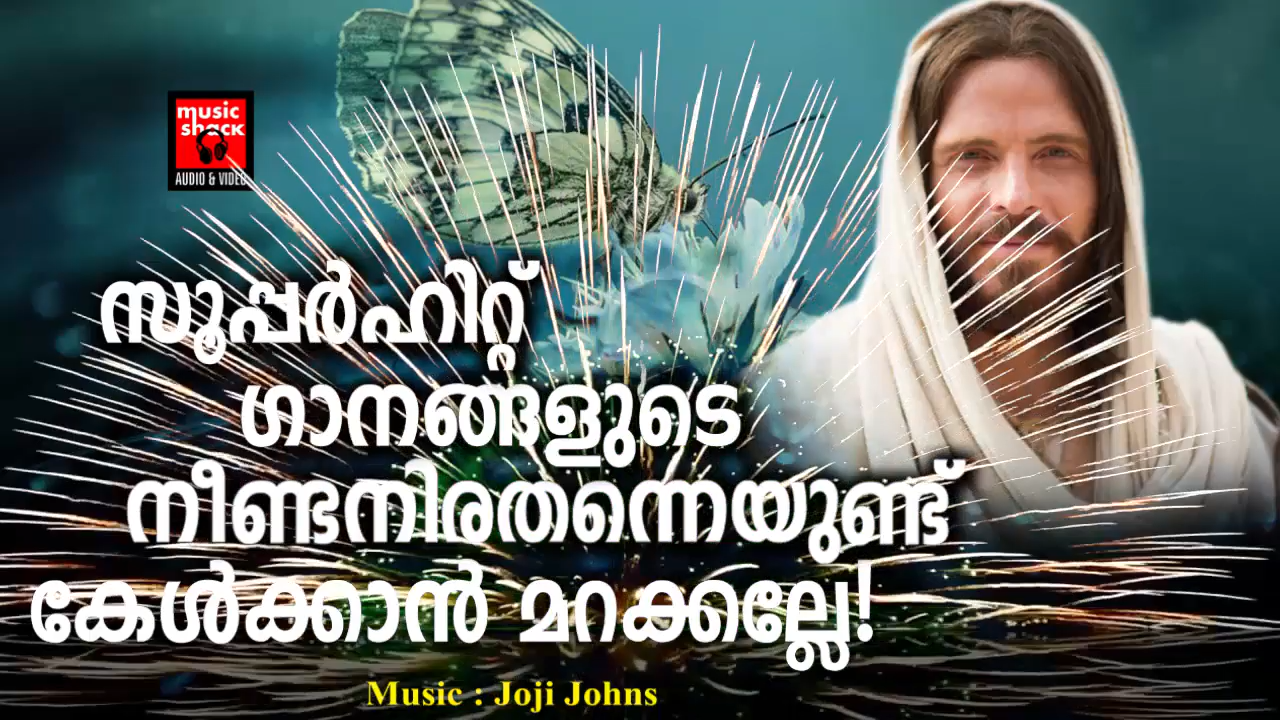 music
shack
AUDIO & VIDEO
സൂപ്പർഹിറ്റ്
ഗാനങ്ങളുടെ
നീണ്ടനിരതന്നെയുണ്ട്
കേൾക്കാൻ മറക്കല്ലേ!
Music : Joji Johns